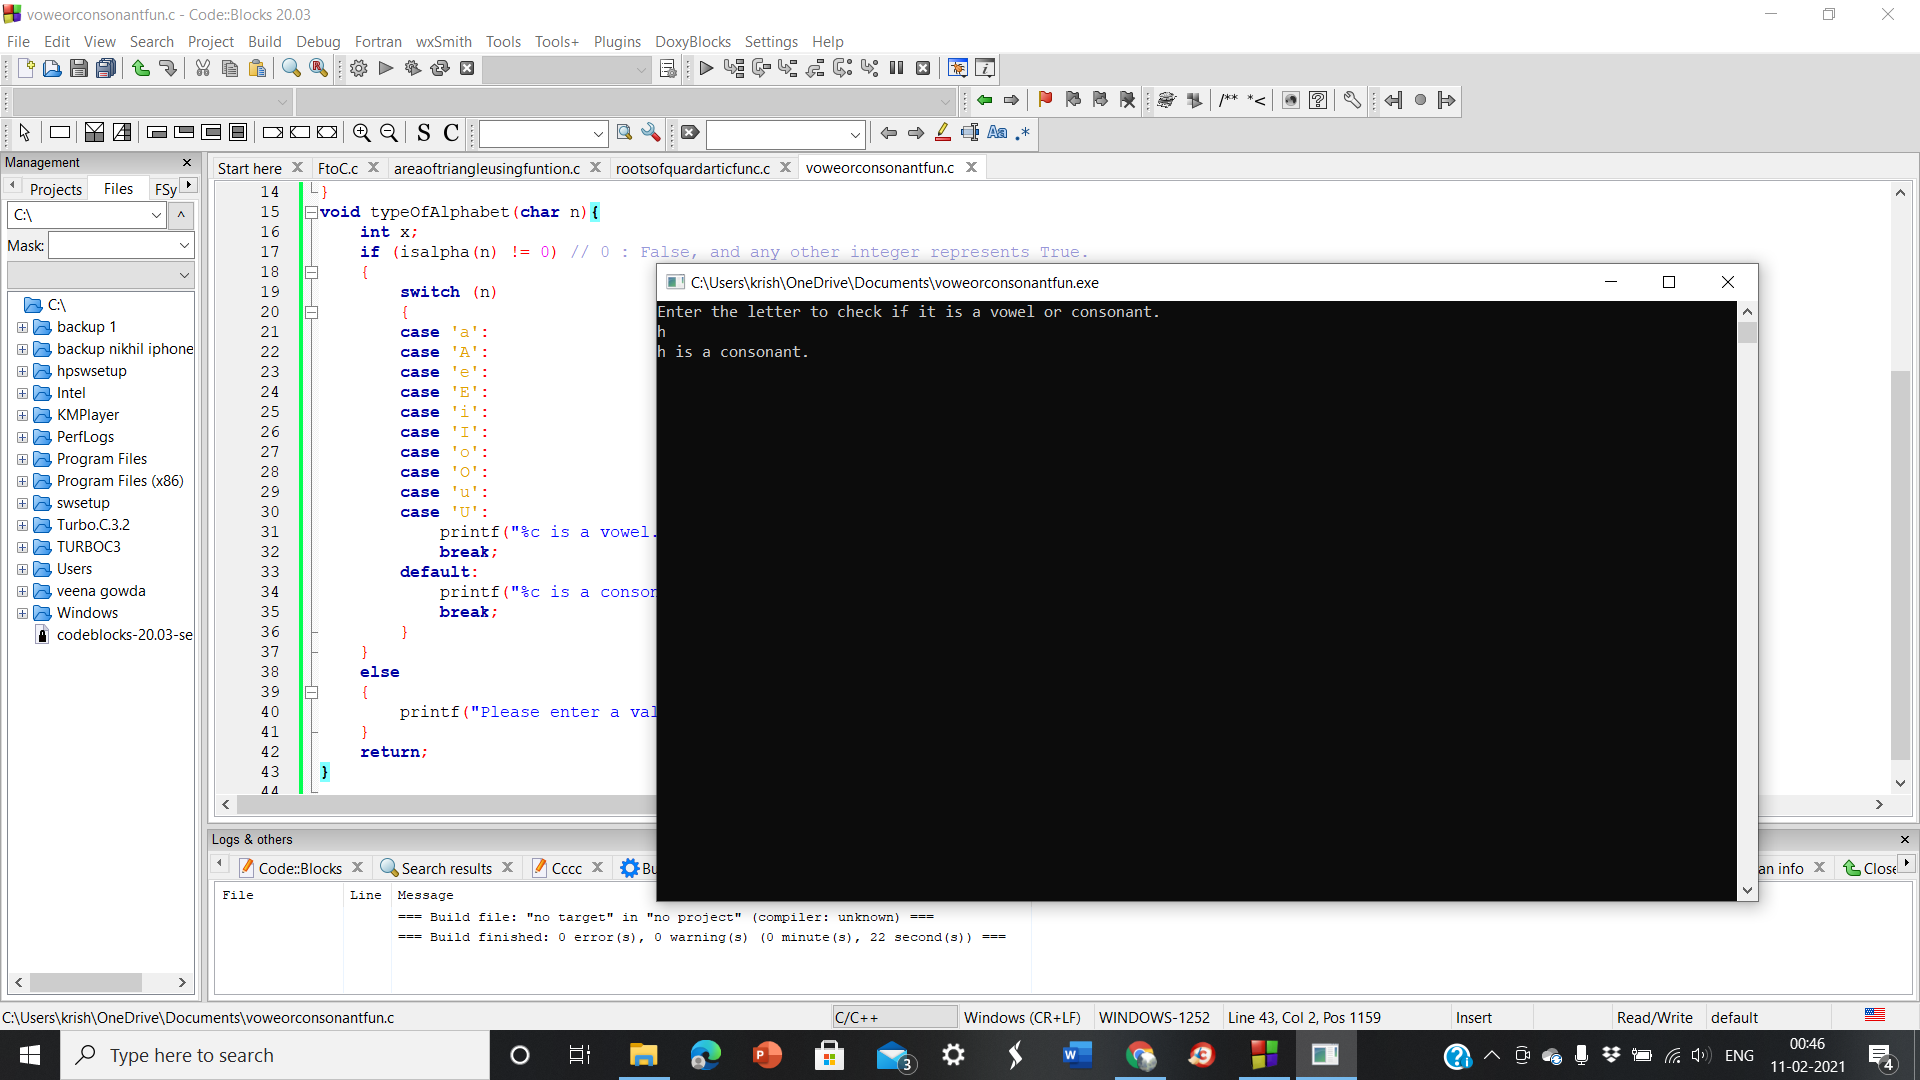 voweorconsonantfun.c - Code::Blocks 20.03
File Edit View Search Project Build Debug Fortran wxSmith Tools Tools+ Plugins DoxyBlocks Settings Help
/** *<
S C
Aa .*
Management
Projects Files FSy
C:\
Mask:
C:\
backup 1
backup nikhil iphone
hpswsetup
Intel
KMPlayer
PerfLogs
Program Files
Program Files (x86)
swsetup
Turbo.C.3.2
TURBOC3
Users
veena gowda
Windows
codeblocks-20.03-se
Start here FtoC.c areaoftriangleusingfuntion.c rootsofquardarticfunc.c voweorconsonantfun.c
14 }
15 void typeOfAlphabet(char n){
16 int x;
17 if (isalpha(n) != 0) // 0 : False, and any other integer represents True.
18 {
19 switch (n)
20 {
21 case 'a':
22 case 'A':
23 case 'e':
24 case 'E':
25 case 'i':
26 case 'I':
27 case 'o':
28 case 'O':
29 case 'u':
30 case 'U':
31 printf("%c is a vowel.
32 break;
33 default:
34 printf("%c is a conson
35 break;
36 }
37 }
38 else
39 {
40 printf("Please enter a val
41 }
42 return;
43 }
44
C:\Users\krish\OneDrive\Documents\voweorconsonantfun.exe
Enter the letter to check if it is a vowel or consonant.
h
h is a consonant.
Logs & others
Code::Blocks Search results Cccc Bu an info Close
File Line Message
=== Build file: "no target" in "no project" (compiler: unknown) ===
=== Build finished: 0 error(s), 0 warning(s) (0 minute(s), 22 second(s)) ===
C:\Users\krish\OneDrive\Documents\voweorconsonantfun.c C/C++ Windows (CR+LF) WINDOWS-1252 Line 43, Col 2, Pos 1159 Insert Read/Write default
Type here to search
3
ENG
00:46
11-02-2021
4